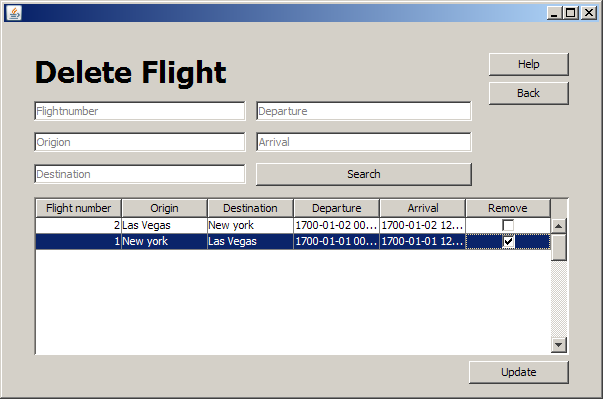 Delete Flight
Help
Back
Flightnumber
Departure
Origion
Arrival
Destination
Search
Flight number Origin Destination Departure Arrival Remove
2 Las Vegas New york 1700-01-02 00... 1700-01-02 12...
1 New york Las Vegas 1700-01-01 00... 1700-01-01 12...
Update